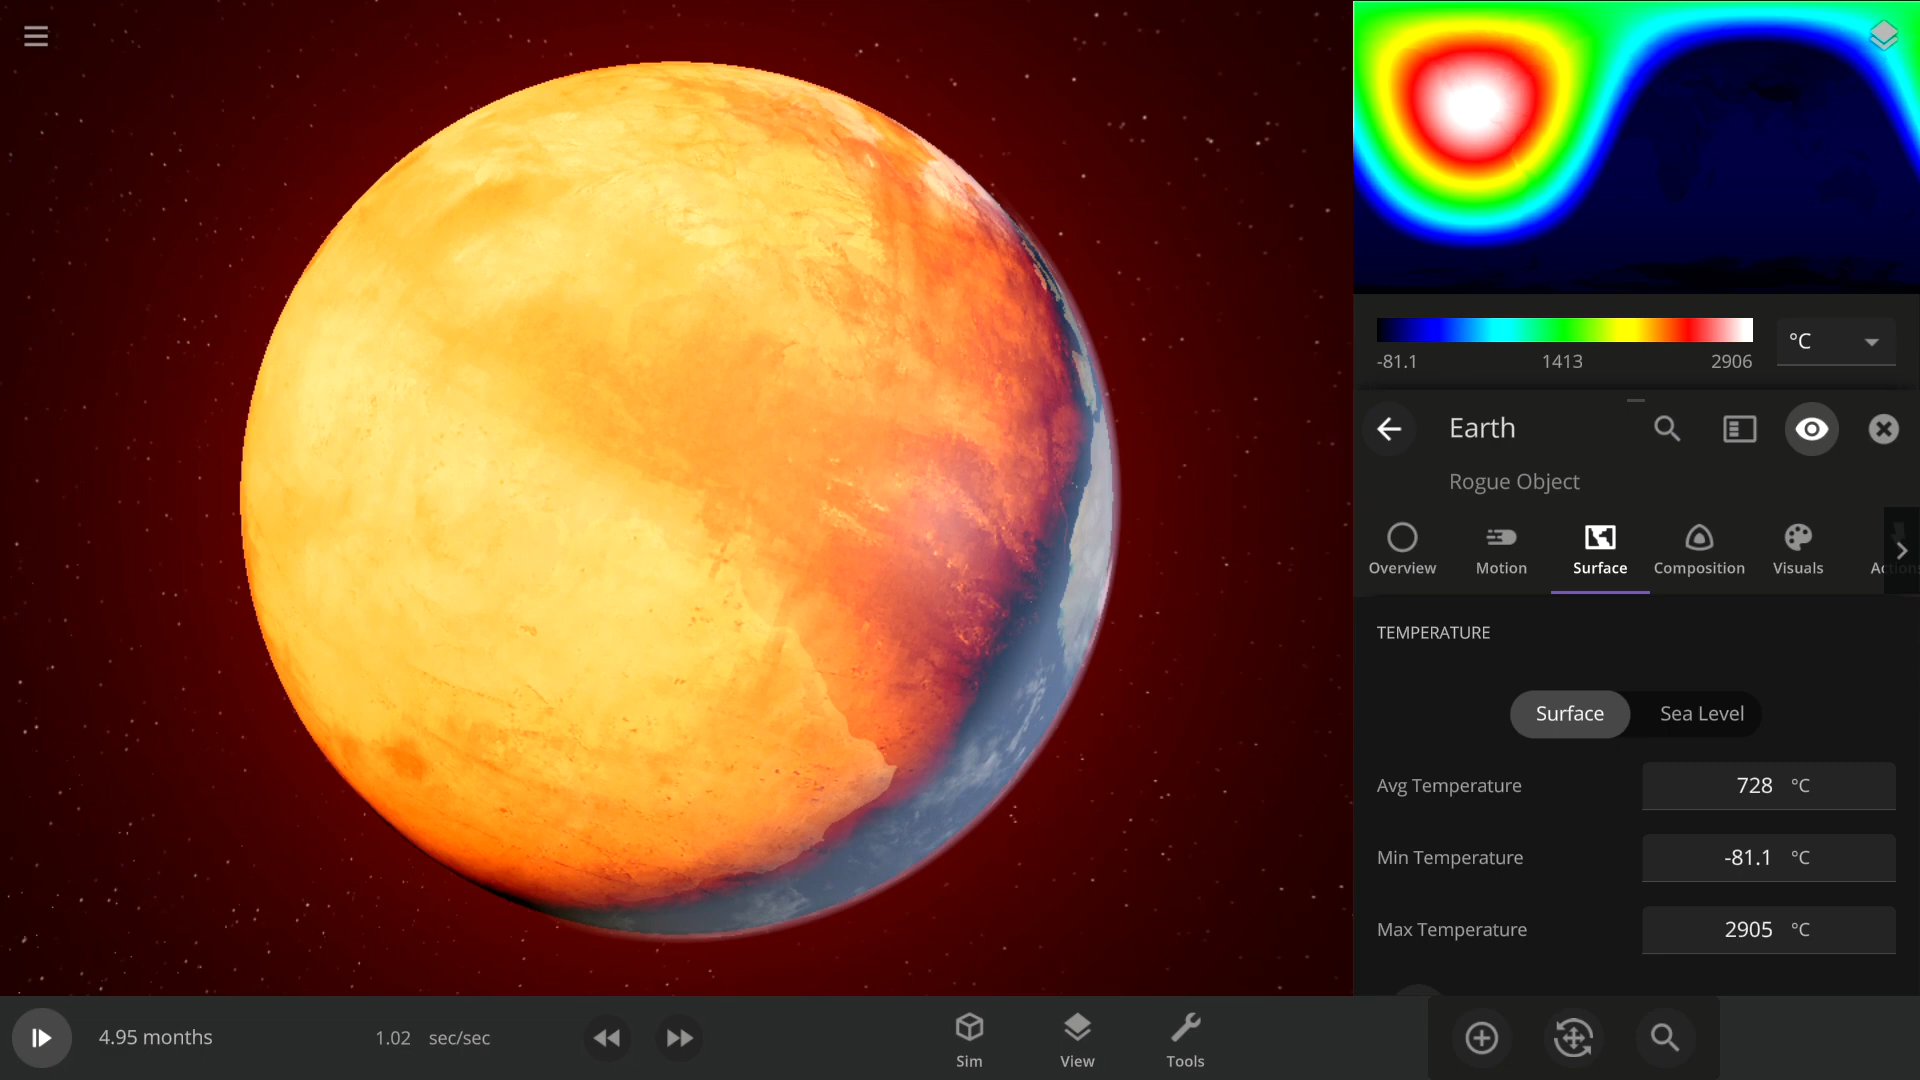 -81.1 1413 2906 °C
Earth
Rogue Object
Overview Motion Surface Composition Visuals Actions
TEMPERATURE
Surface Sea Level
Avg Temperature 728 °C
Min Temperature -81.1 °C
Max Temperature 2905 °C
4.95 months 1.02 sec/sec Sim View Tools